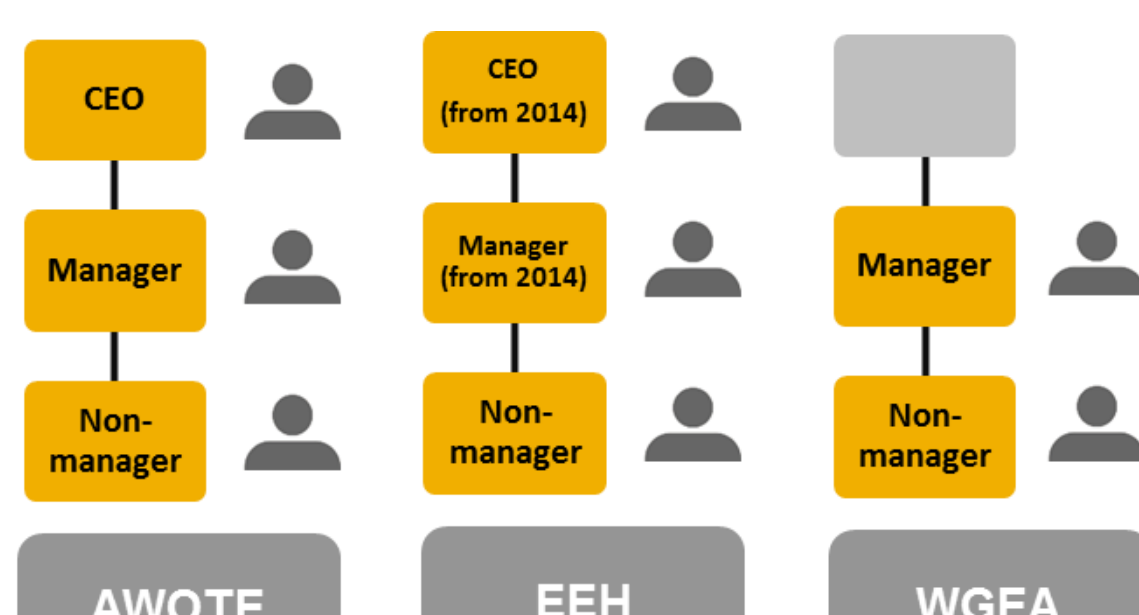 CEO
Manager
Non-
manager
AWOTE
CEO
(from 2014)
Manager
(from 2014)
Non-
manager
EEH
Manager
Non-
manager
WGEA